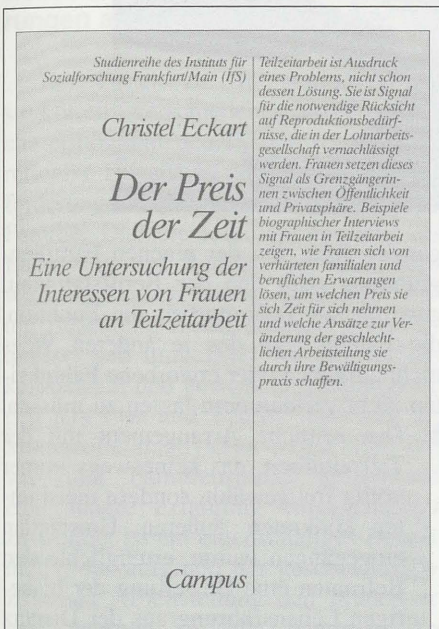 Studienreihe des Instituts für
Sozialforschung Frankfurt/Main (IfS)
Christel Eckart
Der Preis
der Zeit
Eine Untersuchung der
Interessen von Frauen
an Teilzeitarbeit
Campus
Teilzeitarbeit ist Ausdruck
eines Problems, nicht schon
dessen Lösung. Sie ist Signal
für die notwendige Rücksicht
auf Reproduktionsbedürf-
nisse, die in der Lohnarbeits-
gesellschaft vernachlässigt
werden. Frauen setzen dieses
Signal als Grenzgängerin-
nen zwischen Öffentlichkeit
und Privatsphäre. Beispiele
biographischer Interviews
mit Frauen in Teilzeitarbeit
zeigen, wie Frauen sich von
verhärteten familialen und
beruflichen Erwartungen
lösen, um welchen Preis sie
sich Zeit für sich nehmen
und welche Ansätze zur Ver-
änderung der geschlecht-
lichen Arbeitsteilung sie
durch ihre Bewältigungs-
praxis schaffen.